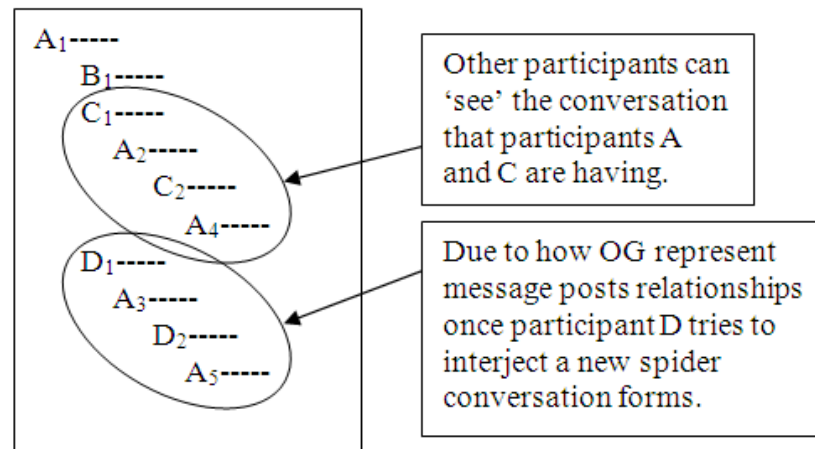 A₁-----
B₁-----
C₁-----
A₂-----
C₂-----
A₄-----
D₁-----
A₃-----
D₂-----
A₅-----
Other participants can
‘see’ the conversation
that participants A
and C are having.
Due to how OG represent
message posts relationships
once participant D tries to
interject a new spider
conversation forms.